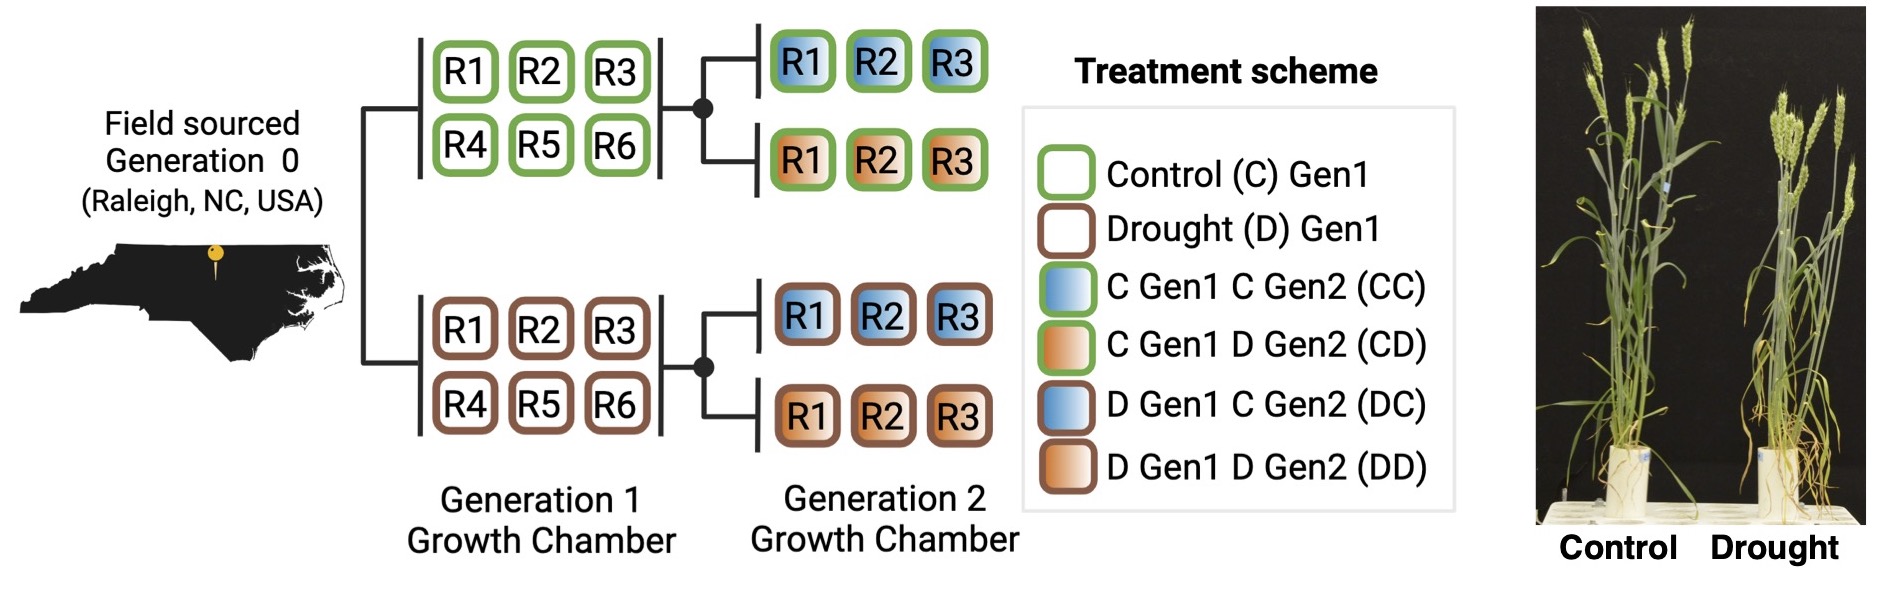 Field sourced
Generation 0
(Raleigh, NC, USA)
R1 R2 R3
R4 R5 R6
R1 R2 R3
R4 R5 R6
Generation 1
Growth Chamber
R1 R2 R3
R1 R2 R3
R1 R2 R3
R1 R2 R3
Generation 2
Growth Chamber
Treatment scheme
Control (C) Gen1
Drought (D) Gen1
C Gen1 C Gen2 (CC)
C Gen1 D Gen2 (CD)
D Gen1 C Gen2 (DC)
D Gen1 D Gen2 (DD)
Control Drought